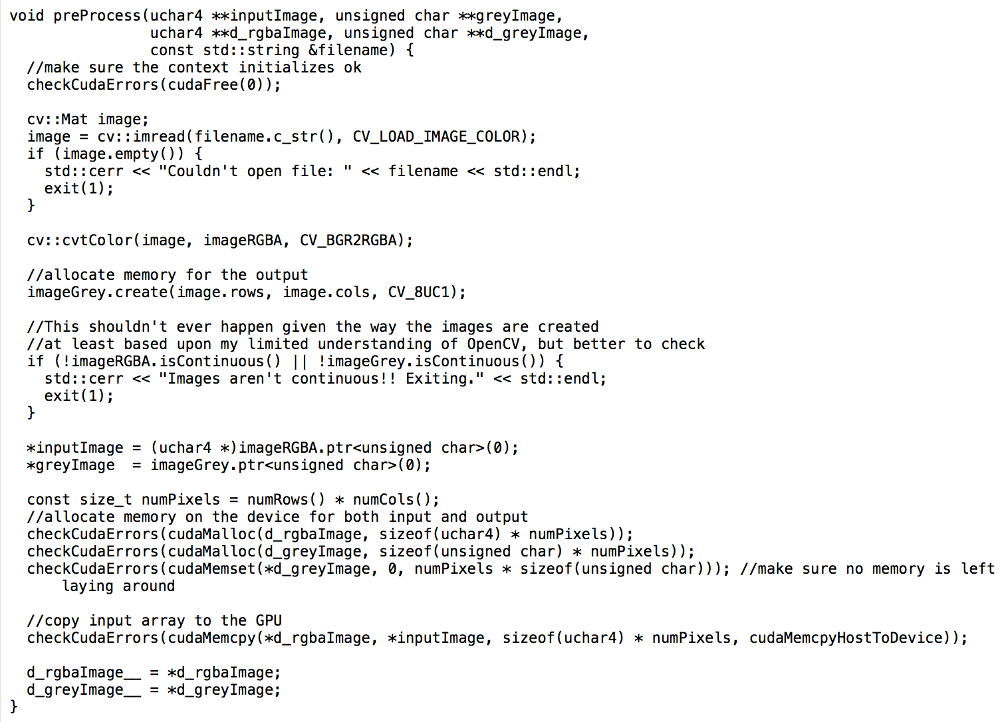 void preProcess(uchar4 **inputImage, unsigned char **greyImage,
                uchar4 **d_rgbaImage, unsigned char **d_greyImage,
                const std::string &filename) {
  //make sure the context initializes ok
  checkCudaErrors(cudaFree(0));

  cv::Mat image;
  image = cv::imread(filename.c_str(), CV_LOAD_IMAGE_COLOR);
  if (image.empty()) {
    std::cerr << "Couldn't open file: " << filename << std::endl;
    exit(1);
  }

  cv::cvtColor(image, imageRGBA, CV_BGR2RGBA);

  //allocate memory for the output
  imageGrey.create(image.rows, image.cols, CV_8UC1);

  //This shouldn't ever happen given the way the images are created
  //at least based upon my limited understanding of OpenCV, but better to check
  if (!imageRGBA.isContinuous() || !imageGrey.isContinuous()) {
    std::cerr << "Images aren't continuous!! Exiting." << std::endl;
    exit(1);
  }

  *inputImage = (uchar4 *)imageRGBA.ptr<unsigned char>(0);
  *greyImage  = imageGrey.ptr<unsigned char>(0);

  const size_t numPixels = numRows() * numCols();
  //allocate memory on the device for both input and output
  checkCudaErrors(cudaMalloc(d_rgbaImage, sizeof(uchar4) * numPixels));
  checkCudaErrors(cudaMalloc(d_greyImage, sizeof(unsigned char) * numPixels));
  checkCudaErrors(cudaMemset(*d_greyImage, 0, numPixels * sizeof(unsigned char))); //make sure no memory is left
      laying around

  //copy input array to the GPU
  checkCudaErrors(cudaMemcpy(*d_rgbaImage, *inputImage, sizeof(uchar4) * numPixels, cudaMemcpyHostToDevice));

  d_rgbaImage__ = *d_rgbaImage;
  d_greyImage__ = *d_greyImage;
}